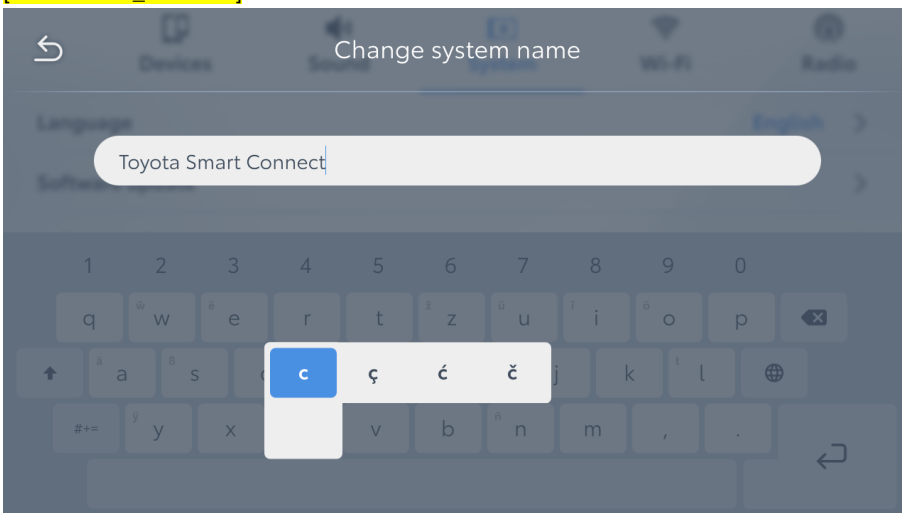 Change system name
Devices Sound System Wi-Fi Radio
Language English
Toyota Smart Connect
Software update
1 2 3 4 5 6 7 8 9 0
q ŵ w ë e r t ž z ü u ï i ö o p
ä a ß s c ç ć č j k ł l
#+= ÿ y x v b ñ n m , .